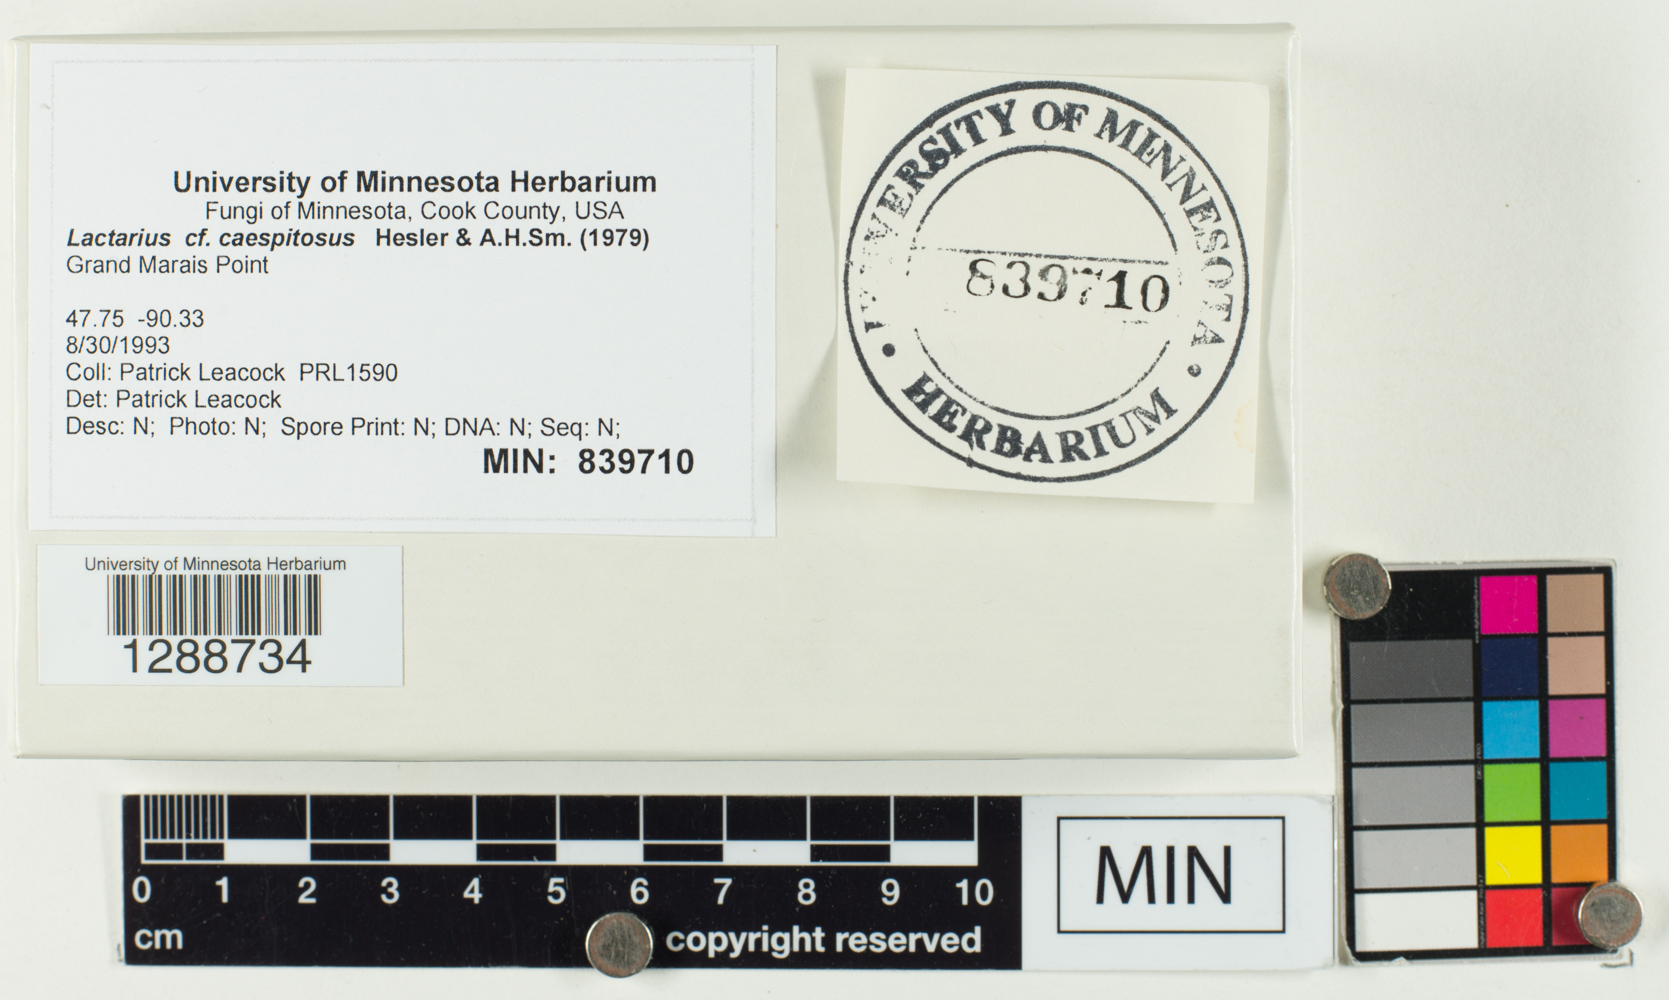 University of Minnesota Herbarium
Fungi of Minnesota, Cook County, USA
Lactarius cf. caespitosus Hesler & A.H.Sm. (1979)
Grand Marais Point
47.75 -90.33
8/30/1993
Coll: Patrick Leacock PRL1590
Det: Patrick Leacock
Desc: N; Photo: N; Spore Print: N; DNA: N; Seq: N;
MIN: 839710
UNIVERSITY OF MINNESOTA
839710
HERBARIUM
University of Minnesota Herbarium
1288734
0 1 2 3 4 5 6 7 8 9 10
cm
copyright reserved
MIN